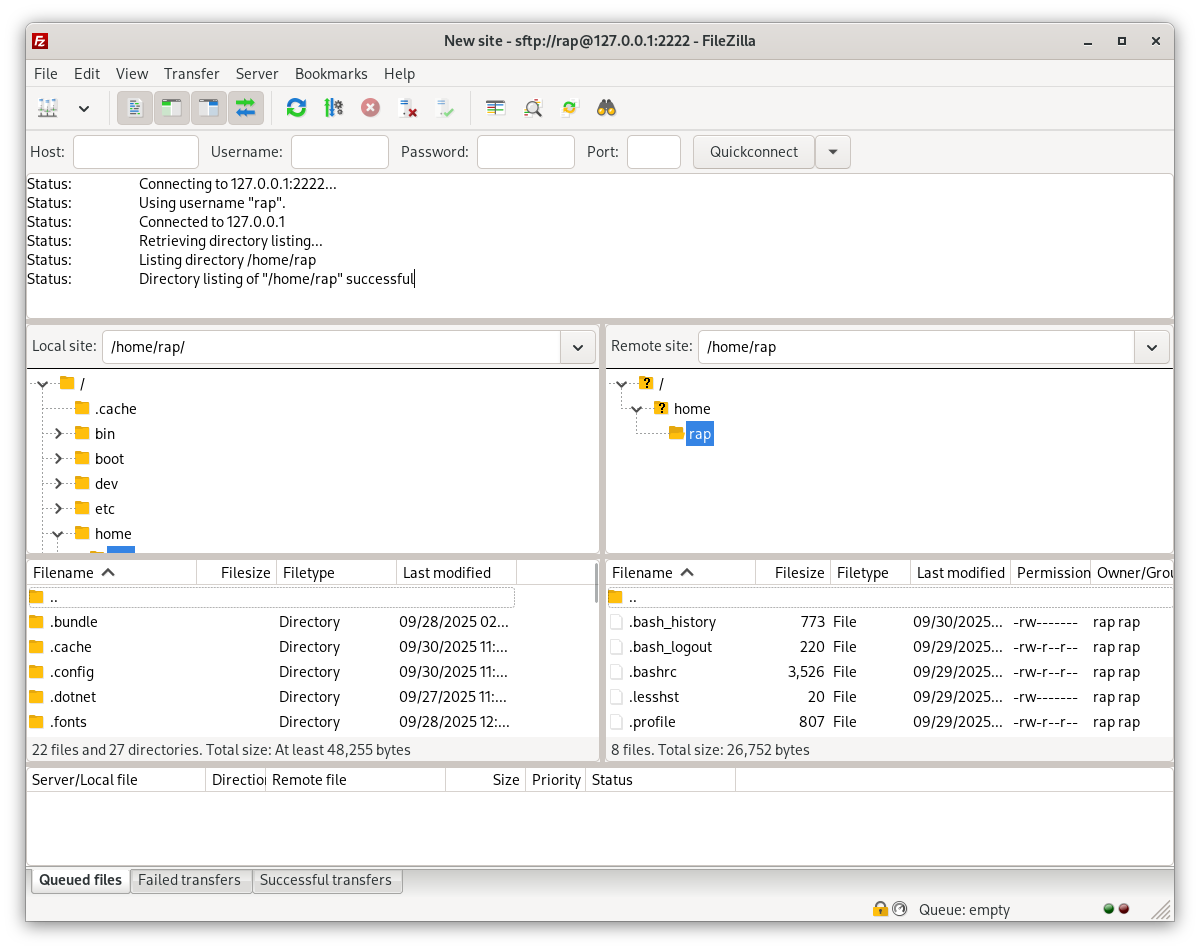 New site - sftp://rap@127.0.0.1:2222 - FileZilla
File Edit View Transfer Server Bookmarks Help
Host: Username: Password: Port: Quickconnect
Status: Connecting to 127.0.0.1:2222...
Status: Using username "rap".
Status: Connected to 127.0.0.1
Status: Retrieving directory listing...
Status: Listing directory /home/rap
Status: Directory listing of "/home/rap" successful
Local site: /home/rap/
/
.cache
bin
boot
dev
etc
home
Remote site: /home/rap
/
home
rap
Filename Filesize Filetype Last modified
..
.bundle Directory 09/28/2025 02...
.cache Directory 09/30/2025 11:...
.config Directory 09/30/2025 11:...
.dotnet Directory 09/27/2025 11:...
.fonts Directory 09/28/2025 12:...
22 files and 27 directories. Total size: At least 48,255 bytes
Filename Filesize Filetype Last modified Permission Owner/Grou
..
.bash_history 773 File 09/30/2025... -rw------- rap rap
.bash_logout 220 File 09/29/2025... -rw-r--r-- rap rap
.bashrc 3,526 File 09/29/2025... -rw-r--r-- rap rap
.lesshst 20 File 09/29/2025... -rw------- rap rap
.profile 807 File 09/29/2025... -rw-r--r-- rap rap
8 files. Total size: 26,752 bytes
Server/Local file Direction Remote file Size Priority Status
Queued files Failed transfers Successful transfers
Queue: empty